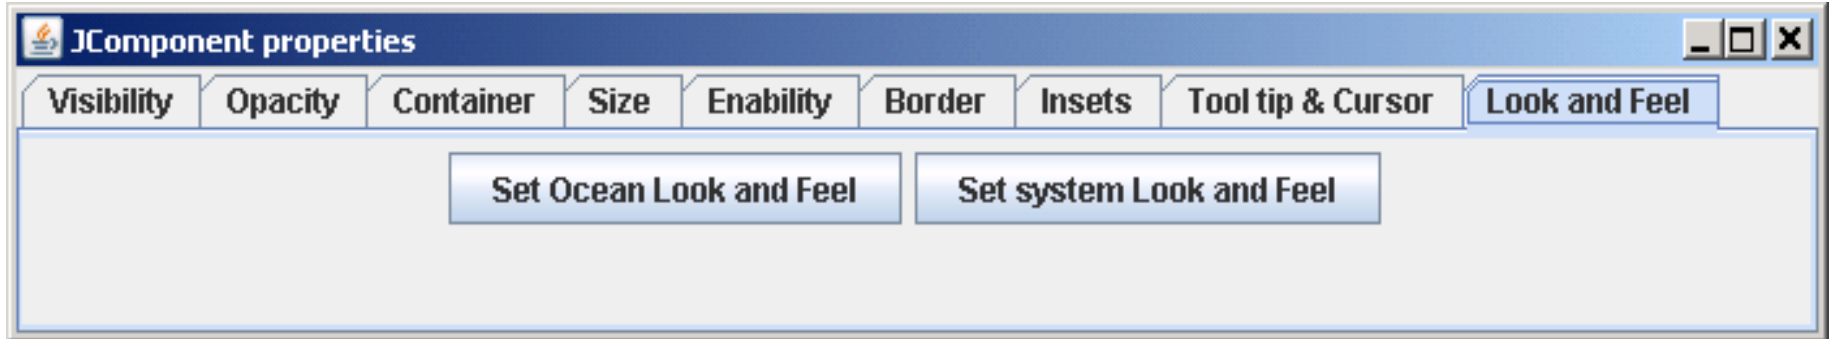 JComponent properties
Visibility Opacity Container Size Enability Border Insets Tool tip & Cursor Look and Feel
Set Ocean Look and Feel Set system Look and Feel